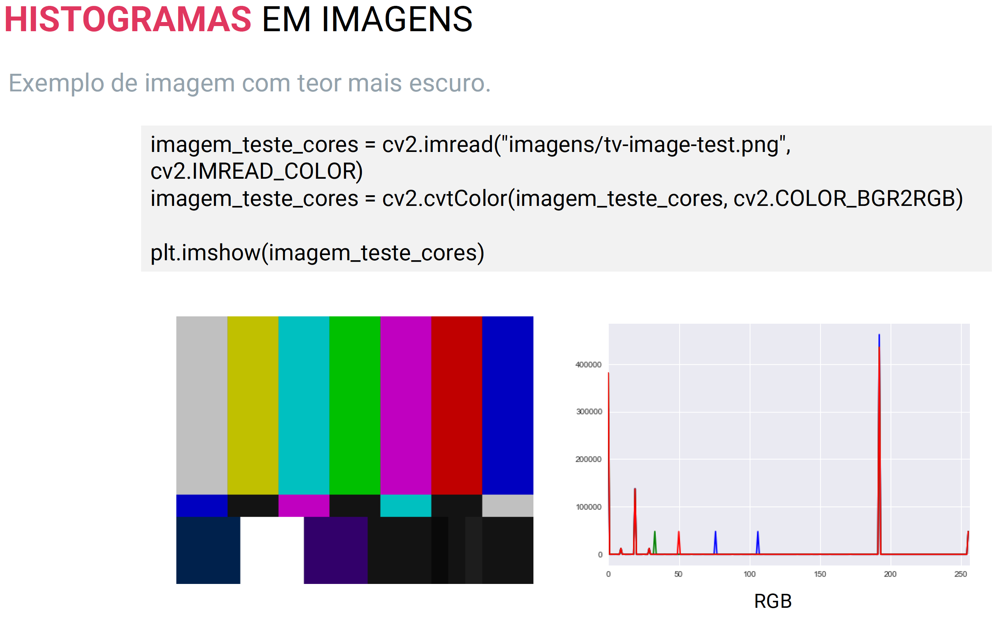 HISTOGRAMAS EM IMAGENS
Exemplo de imagem com teor mais escuro.
imagem_teste_cores = cv2.imread("imagens/tv-image-test.png",
cv2.IMREAD_COLOR)
imagem_teste_cores = cv2.cvtColor(imagem_teste_cores, cv2.COLOR_BGR2RGB)
plt.imshow(imagem_teste_cores)
400000
300000
200000
100000
0
0 50 100 150 200 250
RGB